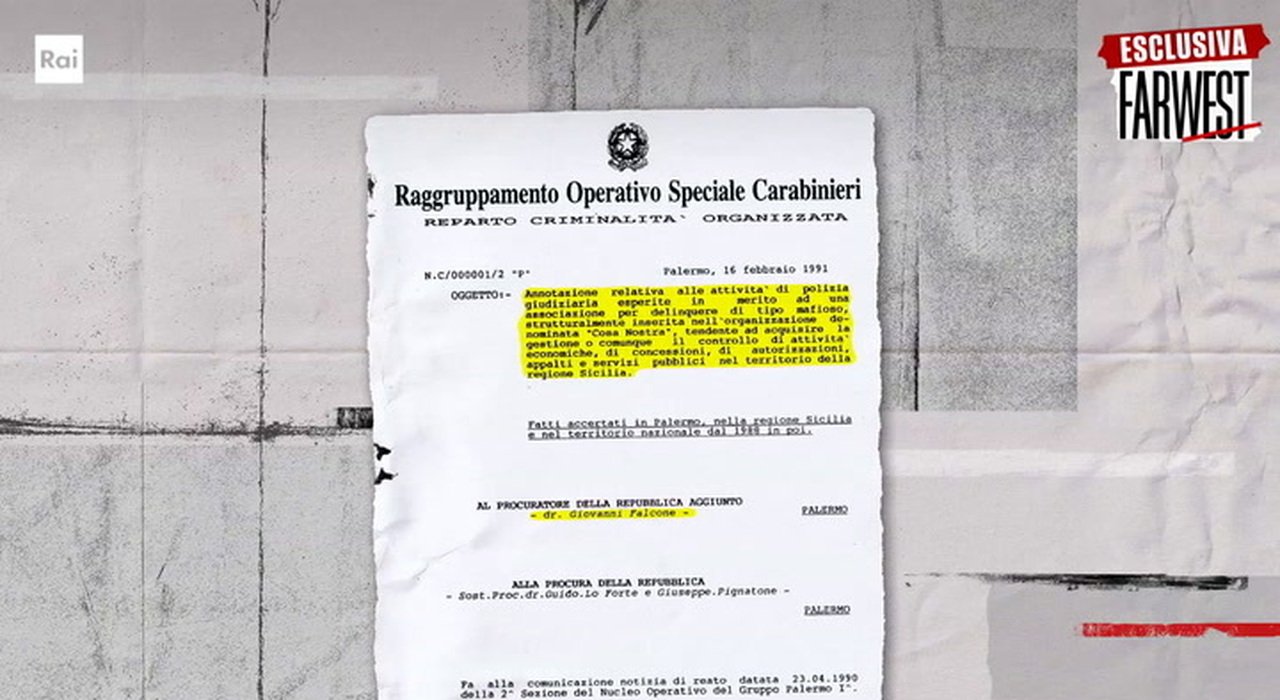 Rai
ESCLUSIVA
FARWEST
Raggruppamento Operativo Speciale Carabinieri
REPARTO CRIMINALITA` ORGANIZZATA
N.C/000001/2 "P"
Palermo, 16 febbraio 1991
OGGETTO:- Annotazione relativa alle attivita` di polizia
giudiziaria esperite in merito ad una
associazione per delinquere di tipo mafioso,
strutturalmente inserita nell`organizzazione de-
nominata "Cosa Nostra", tendente ad acquisire la
gestione o comunque il controllo di attivita`
economiche, di concessioni, di autorizzazioni,
appalti e servizi pubblici nel territorio della
regione Sicilia.
Fatti accertati in Palermo, nella regione Sicilia
e nel territorio nazionale dal 1988 in poi.
AL PROCURATORE DELLA REPUBBLICA AGGIUNTO
- dr. Giovanni Falcone -
PALERMO
ALLA PROCURA DELLA REPUBBLICA
- Sost.Proc.dr.Guido.Lo Forte e Giuseppe.Pignatone -
PALERMO
Fa alla comunicazione notizia di reato datata 23.04.1990
della 2^ Sezione del Nucleo Operativo del Gruppo Palermo I^.